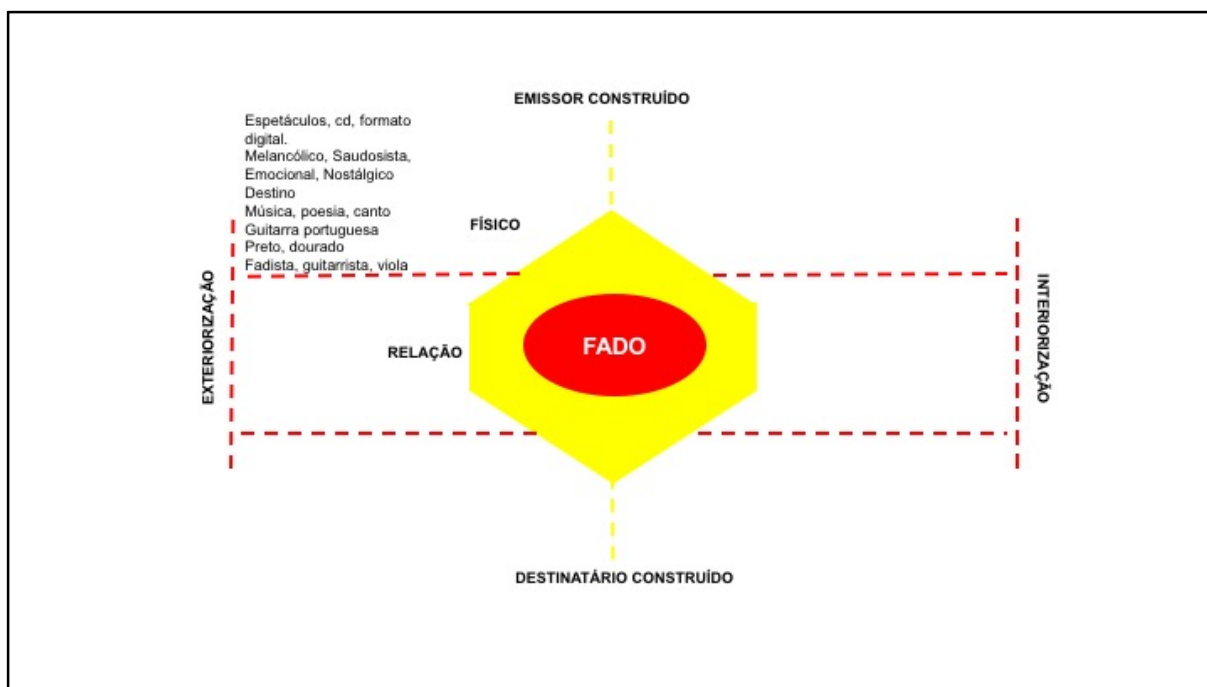 EMISSOR CONSTRUÍDO
Espetáculos, cd, formato
digital.
Melancólico, Saudosista,
Emocional, Nostálgico
Destino
Música, poesia, canto
Guitarra portuguesa
Preto, dourado
Fadista, guitarrista, viola
FÍSICO
EXTERIORIZAÇÃO
RELAÇÃO
FADO
INTERIORIZAÇÃO
DESTINATÁRIO CONSTRUÍDO